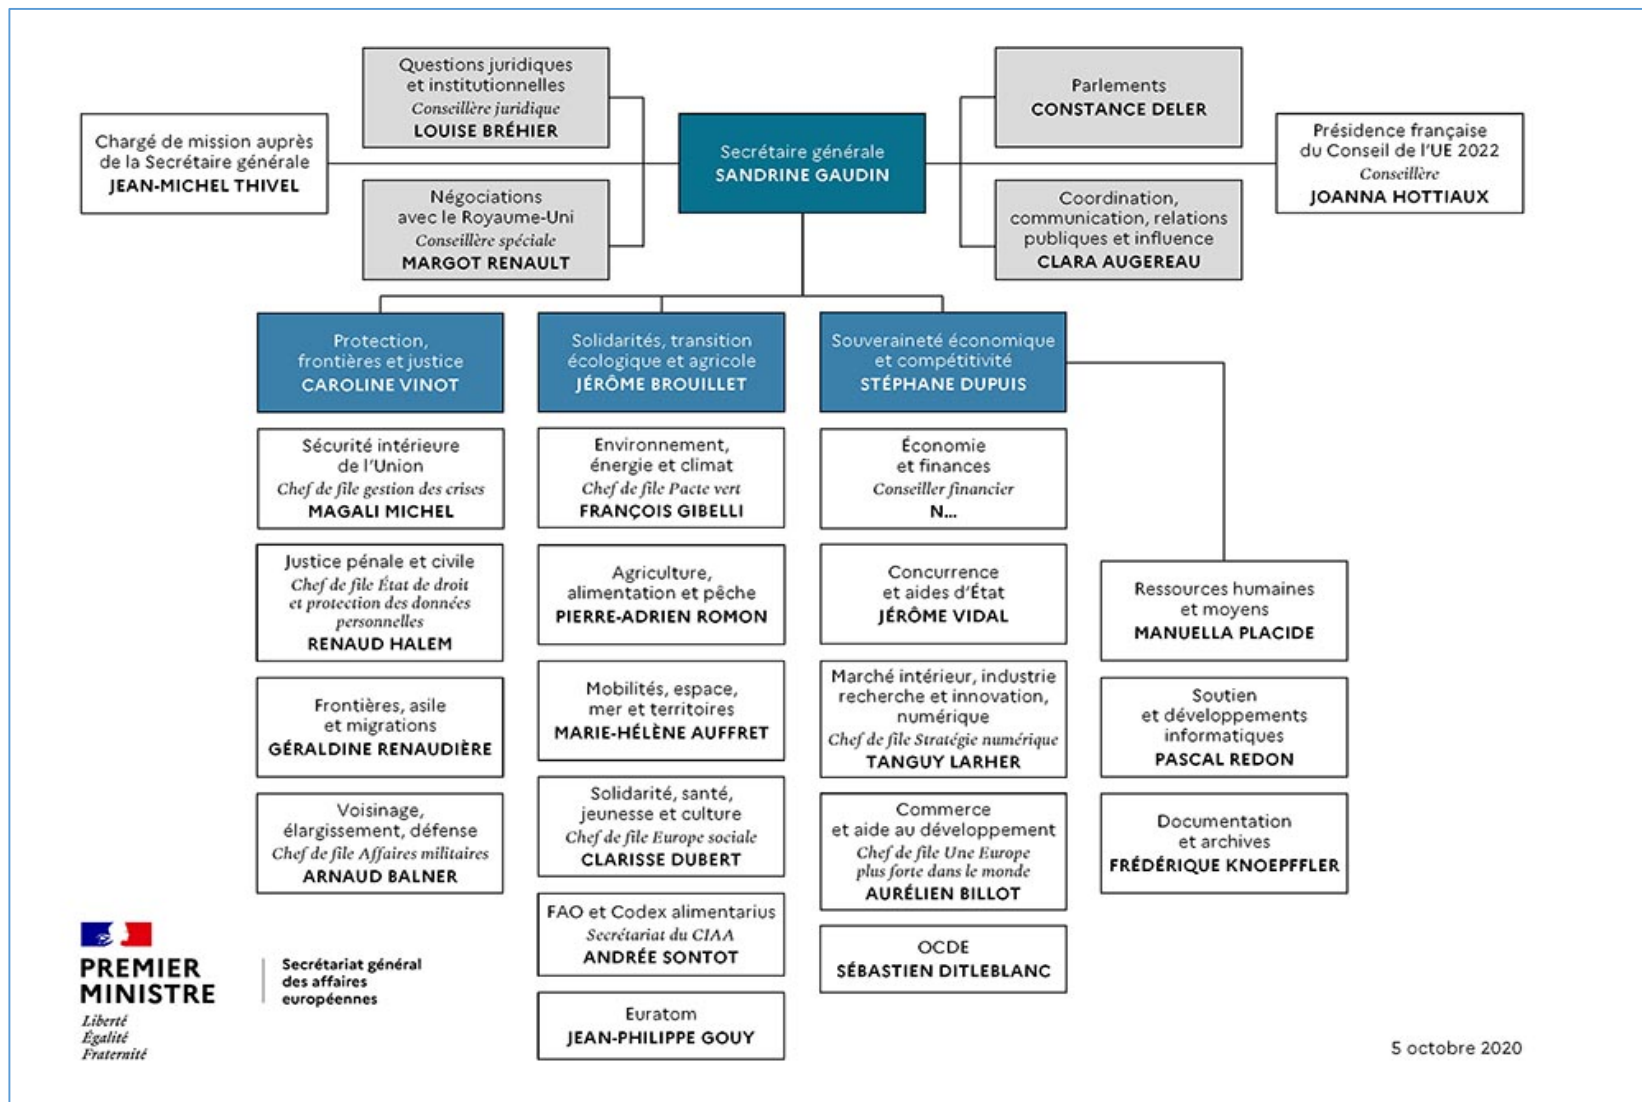 Questions juridiques
et institutionnelles
Conseillère juridique
LOUISE BRÉHIER
Parlements
CONSTANCE DELER
Chargé de mission auprès
de la Secrétaire générale
JEAN-MICHEL THIVEL
Secrétaire générale
SANDRINE GAUDIN
Présidence française
du Conseil de l'UE 2022
Conseillère
JOANNA HOTTIAUX
Négociations
avec le Royaume-Uni
Conseillère spéciale
MARGOT RENAULT
Coordination,
communication, relations
publiques et influence
CLARA AUGEREAU
Protection,
frontières et justice
CAROLINE VINOT
Solidarités, transition
écologique et agricole
JÉRÔME BROUILLET
Souveraineté économique
et compétitivité
STÉPHANE DUPUIS
Sécurité intérieure
de l'Union
Chef de file gestion des crises
MAGALI MICHEL
Justice pénale et civile
Chef de file État de droit
et protection des données
personnelles
RENAUD HALEM
Frontières, asile
et migrations
GÉRALDINE RENAUDIÈRE
Voisinage,
élargissement, défense
Chef de file Affaires militaires
ARNAUD BALNER
Environnement,
énergie et climat
Chef de file Pacte vert
FRANÇOIS GIBELLI
Agriculture,
alimentation et pêche
PIERRE-ADRIEN ROMON
Mobilités, espace,
mer et territoires
MARIE-HÉLÈNE AUFFRET
Solidarité, santé,
jeunesse et culture
Chef de file Europe sociale
CLARISSE DUBERT
FAO et Codex alimentarius
Secrétariat du CIAA
ANDRÉE SONTOT
Euratom
JEAN-PHILIPPE GOUY
Économie
et finances
Conseiller financier
N...
Concurrence
et aides d'État
JÉRÔME VIDAL
Marché intérieur, industrie
recherche et innovation,
numérique
Chef de file Stratégie numérique
TANGUY LARHER
Commerce
et aide au développement
Chef de file Une Europe
plus forte dans le monde
AURÉLIEN BILLOT
OCDE
SÉBASTIEN DITLEBLANC
Ressources humaines
et moyens
MANUELLA PLACIDE
Soutien
et développements
informatiques
PASCAL REDON
Documentation
et archives
FRÉDÉRIQUE KNOEPFFLER
PREMIER
MINISTRE
Liberté
Égalité
Fraternité
Secrétariat général
des affaires
européennes
5 octobre 2020